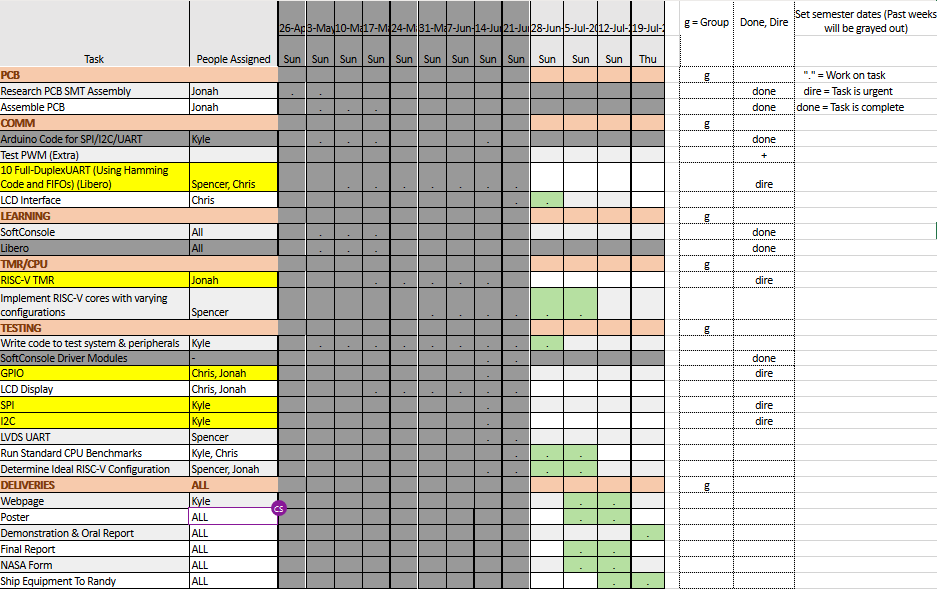 g = Group Done, Dire Set semester dates (Past weeks
will be grayed out)
26-Ap 3-May 10-Ma 17-Ma 24-Ma 31-Ma 7-Jun- 14-Jun 21-Jun 28-Jun- 5-Jul-20 12-Jul-2 19-Jul-2
Task People Assigned Sun Sun Sun Sun Sun Sun Sun Sun Sun Sun Sun Sun Thu
PCB g "." = Work on task
Research PCB SMT Assembly Jonah . . done dire = Task is urgent
Assemble PCB Jonah . . . done done = Task is complete
COMM g
Arduino Code for SPI/I2C/UART Kyle . . . . done
Test PWM (Extra) +
10 Full-DuplexUART (Using Hamming
Code and FIFOs) (Libero) Spencer, Chris . . . . . . . dire
LCD Interface Chris . .
LEARNING g
SoftConsole All . . . done
Libero All . . . done
TMR/CPU g
RISC-V TMR Jonah . . . . . dire
Implement RISC-V cores with varying
configurations Spencer . . . . . .
TESTING g
Write code to test system & peripherals Kyle . . . . . . . . .
SoftConsole Driver Modules - . . done
GPIO Chris, Jonah . dire
LCD Display Chris, Jonah . . . . . .
SPI Kyle . dire
I2C Kyle . dire
LVDS UART Spencer . .
Run Standard CPU Benchmarks Kyle, Chris . . .
Determine Ideal RISC-V Configuration Spencer, Jonah . . . .
DELIVERIES ALL g
Webpage Kyle . .
CS
Poster ALL . .
Demonstration & Oral Report ALL .
Final Report ALL . .
NASA Form ALL . .
Ship Equipment To Randy ALL . .